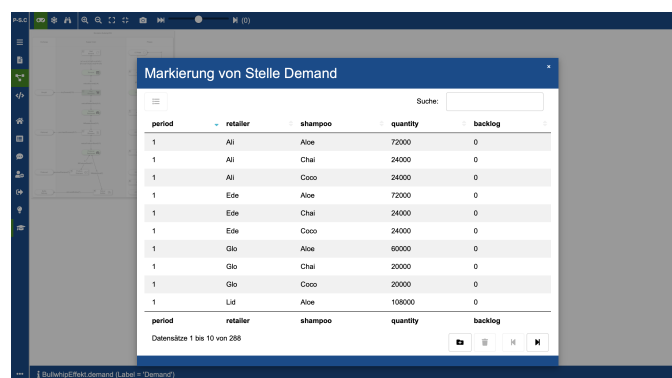 P-S.C
(0)
Markierung von Stelle Demand
×
Suche:
period retailer shampoo quantity backlog
1 Ali Aloe 72000 0
1 Ali Chai 24000 0
1 Ali Coco 24000 0
1 Ede Aloe 72000 0
1 Ede Chai 24000 0
1 Ede Coco 24000 0
1 Glo Aloe 60000 0
1 Glo Chai 20000 0
1 Glo Coco 20000 0
1 Lid Aloe 108000 0
period retailer shampoo quantity backlog
Datensätze 1 bis 10 von 288
BullwhipEffekt.demand (Label = 'Demand')